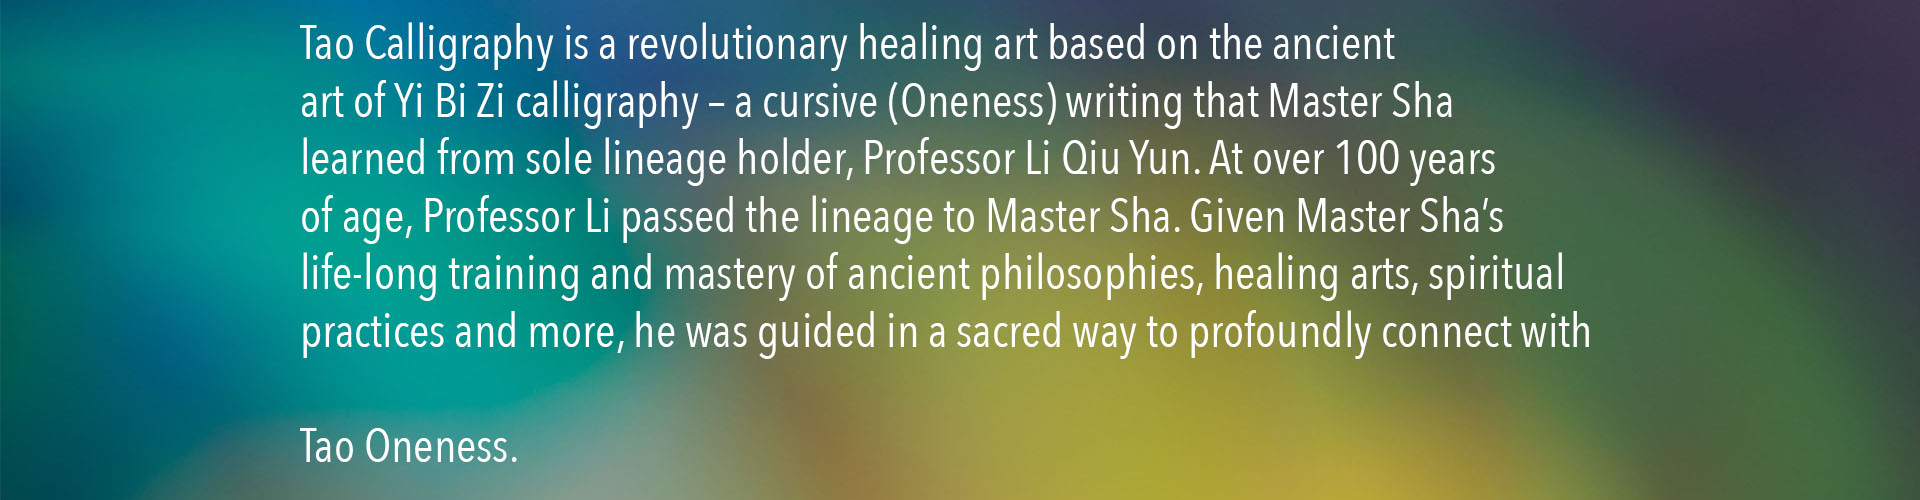 Tao Calligraphy is a revolutionary healing art based on the ancient
art of Yi Bi Zi calligraphy – a cursive (Oneness) writing that Master Sha
learned from sole lineage holder, Professor Li Qiu Yun. At over 100 years
of age, Professor Li passed the lineage to Master Sha. Given Master Sha’s
life-long training and mastery of ancient philosophies, healing arts, spiritual
practices and more, he was guided in a sacred way to profoundly connect with
Tao Oneness.